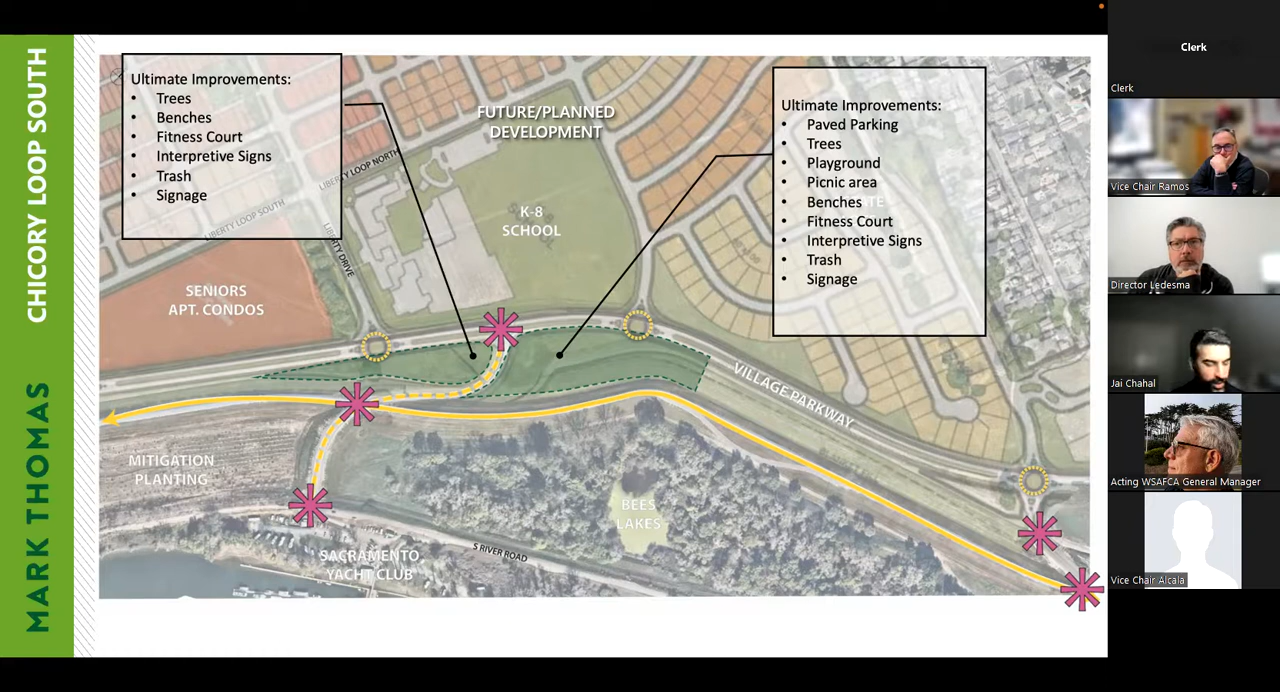 CHICORY LOOP SOUTH
MARK THOMAS
Ultimate Improvements:
• Trees
• Benches
• Fitness Court
• Interpretive Signs
• Trash
• Signage
FUTURE/PLANNED
DEVELOPMENT
Ultimate Improvements:
• Paved Parking
• Trees
• Playground
• Picnic area
• Benches
• Fitness Court
• Interpretive Signs
• Trash
• Signage
LIBERTY LOOP NORTH
LIBERTY LOOP SOUTH
LIBERTY DRIVE
K-8
SCHOOL
SENIORS
APT. CONDOS
VILLAGE PARKWAY
MITIGATION
PLANTING
BEES
LAKES
S RIVER ROAD
SACRAMENTO
YACHT CLUB
Clerk
Clerk
Vice Chair Ramos
Director Ledesma
Jai Chahal
Acting WSAFCA General Manager
Vice Chair Alcala